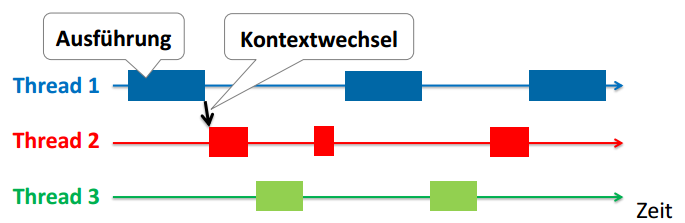 Ausführung
Kontextwechsel
Thread 1
Thread 2
Thread 3
Zeit